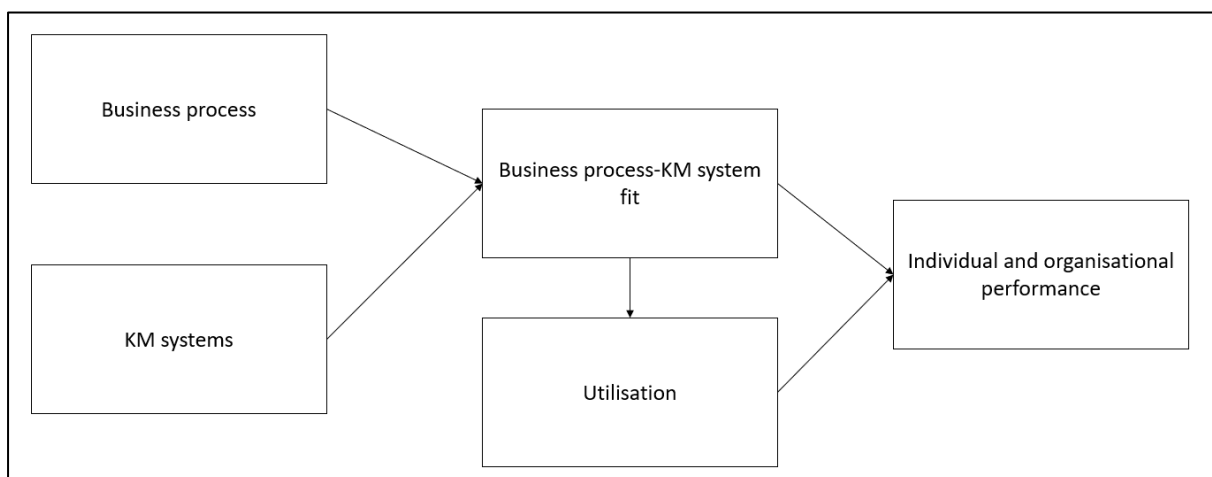 Business process
KM systems
Business process-KM system
fit
Utilisation
Individual and organisational
performance